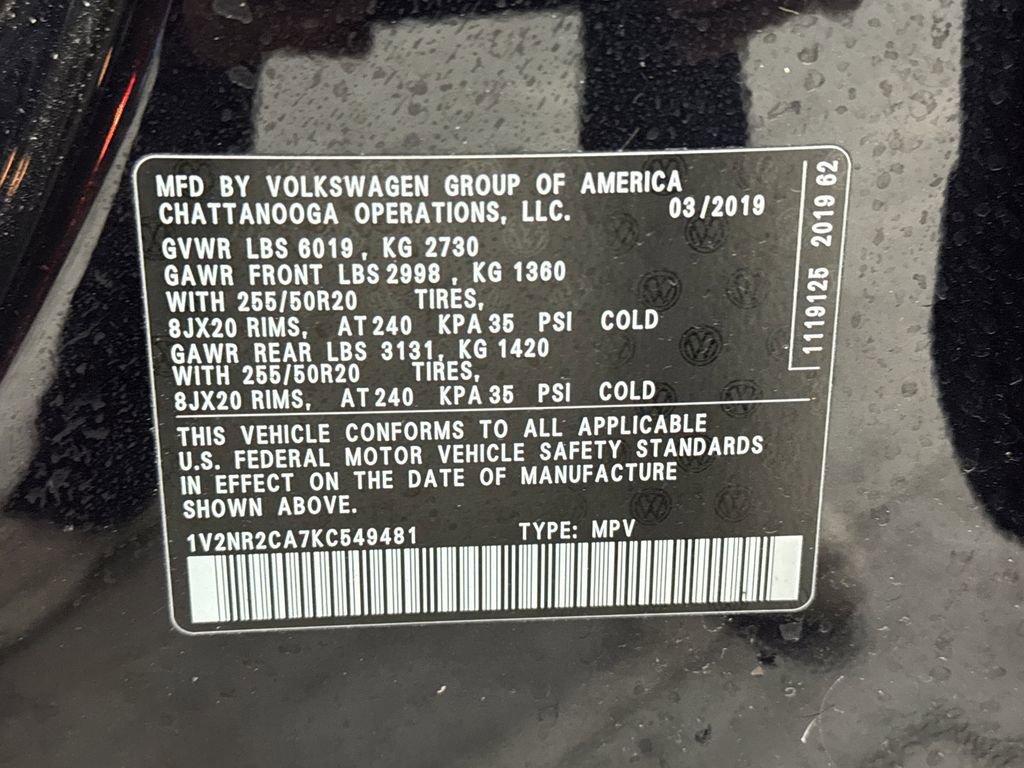 MFD BY VOLKSWAGEN GROUP OF AMERICA
CHATTANOOGA OPERATIONS, LLC. 03/2019
GVWR LBS 6019, KG 2730
GAWR FRONT LBS 2998, KG 1360
WITH 255/50R20 TIRES,
8JX20 RIMS, AT 240 KPA 35 PSI COLD
GAWR REAR LBS 3131, KG 1420
WITH 255/50R20 TIRES,
8JX20 RIMS, AT 240 KPA 35 PSI COLD
THIS VEHICLE CONFORMS TO ALL APPLICABLE
U.S. FEDERAL MOTOR VEHICLE SAFETY STANDARDS
IN EFFECT ON THE DATE OF MANUFACTURE
SHOWN ABOVE.
1V2NR2CA7KC549481 TYPE: MPV
1119125 2019 62